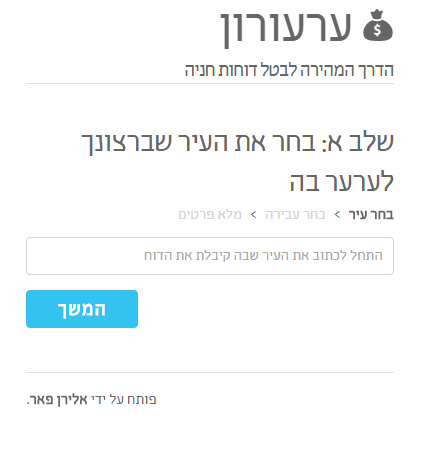 ערעורון
הדרך המהירה לבטל דוחות חניה
שלב א: בחר את העיר שברצונך
לערער בה
בחר עיר > בחר עבירה > מלא פרטים
התחל לכתוב את העיר שבה קיבלת את הדוח
המשך
פותח על ידי אלירן פאר.